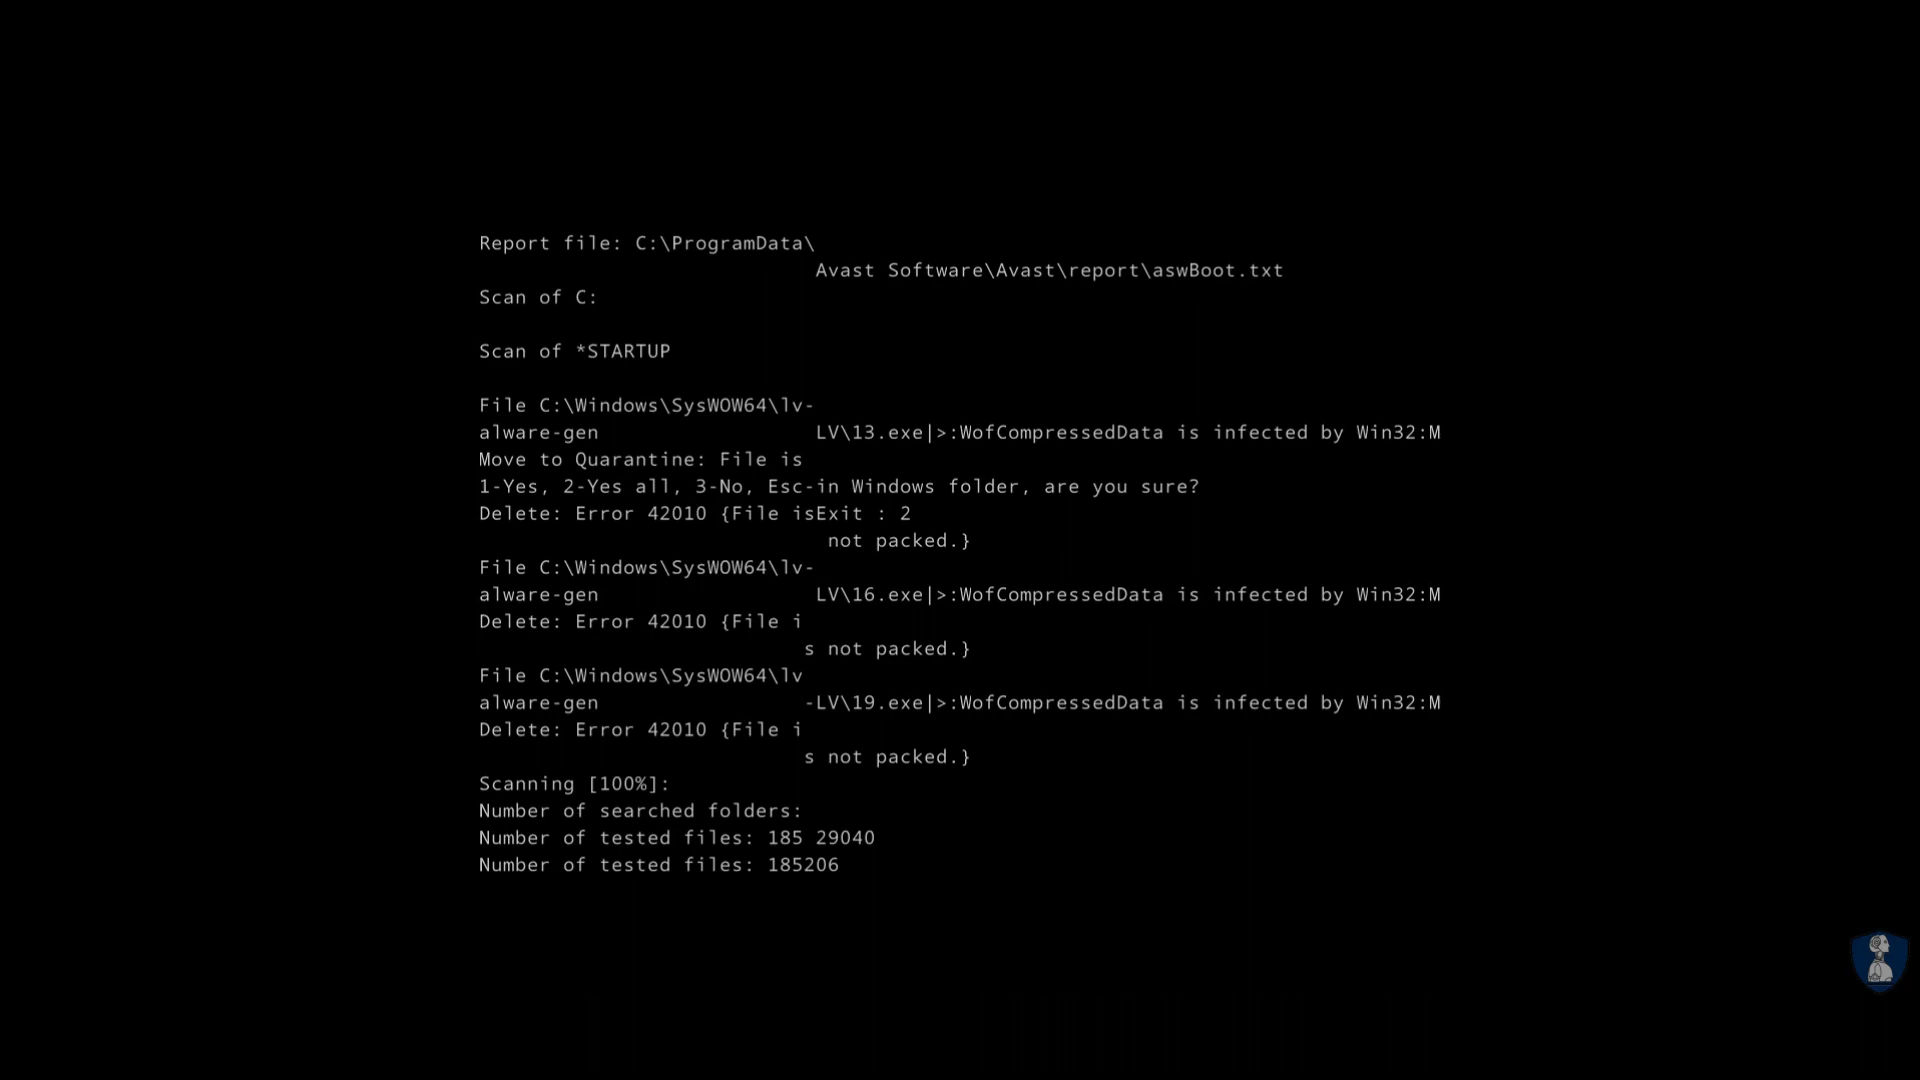 Report file: C:\ProgramData\
Avast Software\Avast\report\aswBoot.txt
Scan of C:
Scan of *STARTUP
File C:\Windows\SysWOW64\lv-
alware-gen LV\13.exe|>:WofCompressedData is infected by Win32:M
Move to Quarantine: File is
1-Yes, 2-Yes all, 3-No, Esc-in Windows folder, are you sure?
Delete: Error 42010 {File isExit : 2
not packed.}
File C:\Windows\SysWOW64\lv-
alware-gen LV\16.exe|>:WofCompressedData is infected by Win32:M
Delete: Error 42010 {File i
s not packed.}
File C:\Windows\SysWOW64\lv
alware-gen -LV\19.exe|>:WofCompressedData is infected by Win32:M
Delete: Error 42010 {File i
s not packed.}
Scanning [100%]:
Number of searched folders:
Number of tested files: 185 29040
Number of tested files: 185206